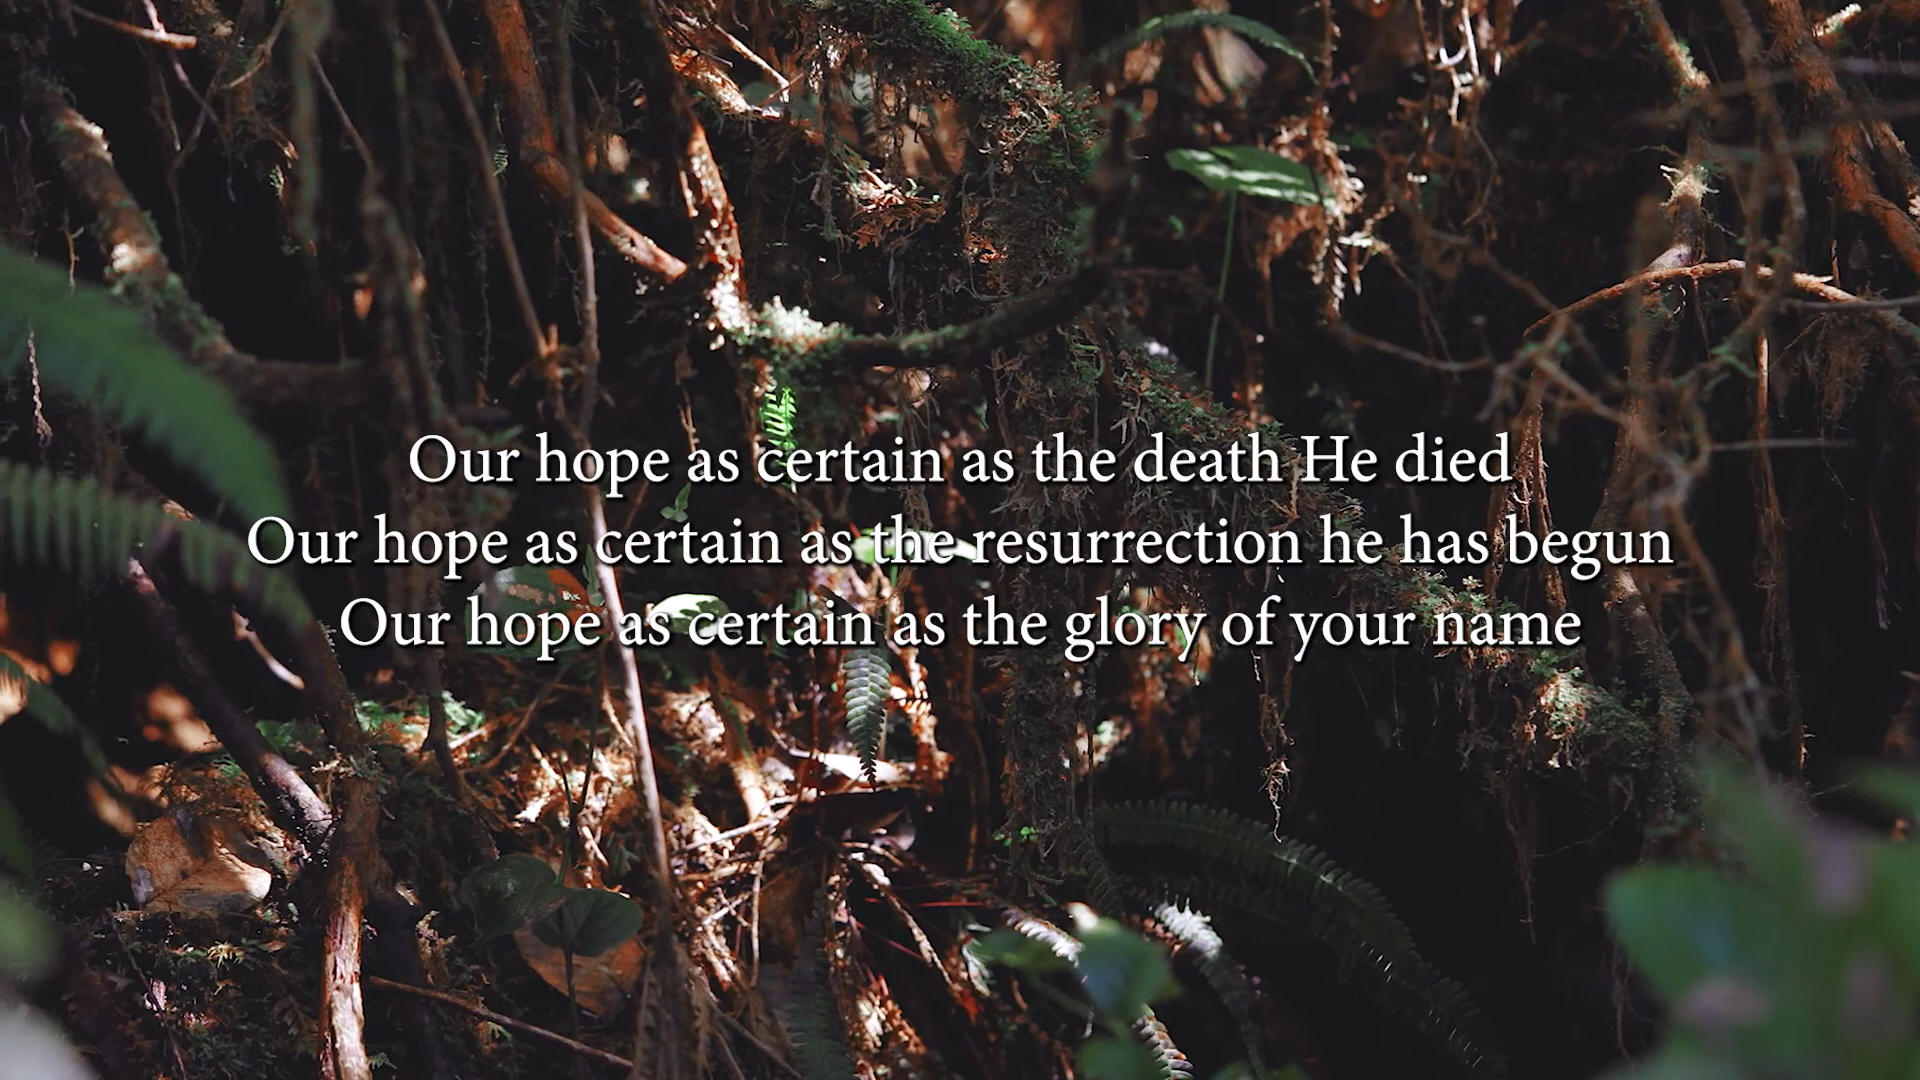 Our hope as certain as the death He died
Our hope as certain as the resurrection he has begun
Our hope as certain as the glory of your name